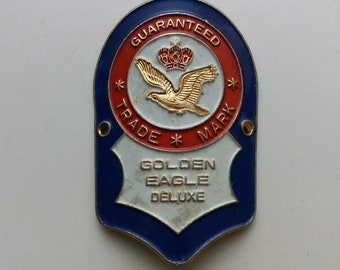 GUARANTEED
* TRADE * MARK *
GOLDEN
EAGLE
DELUXE